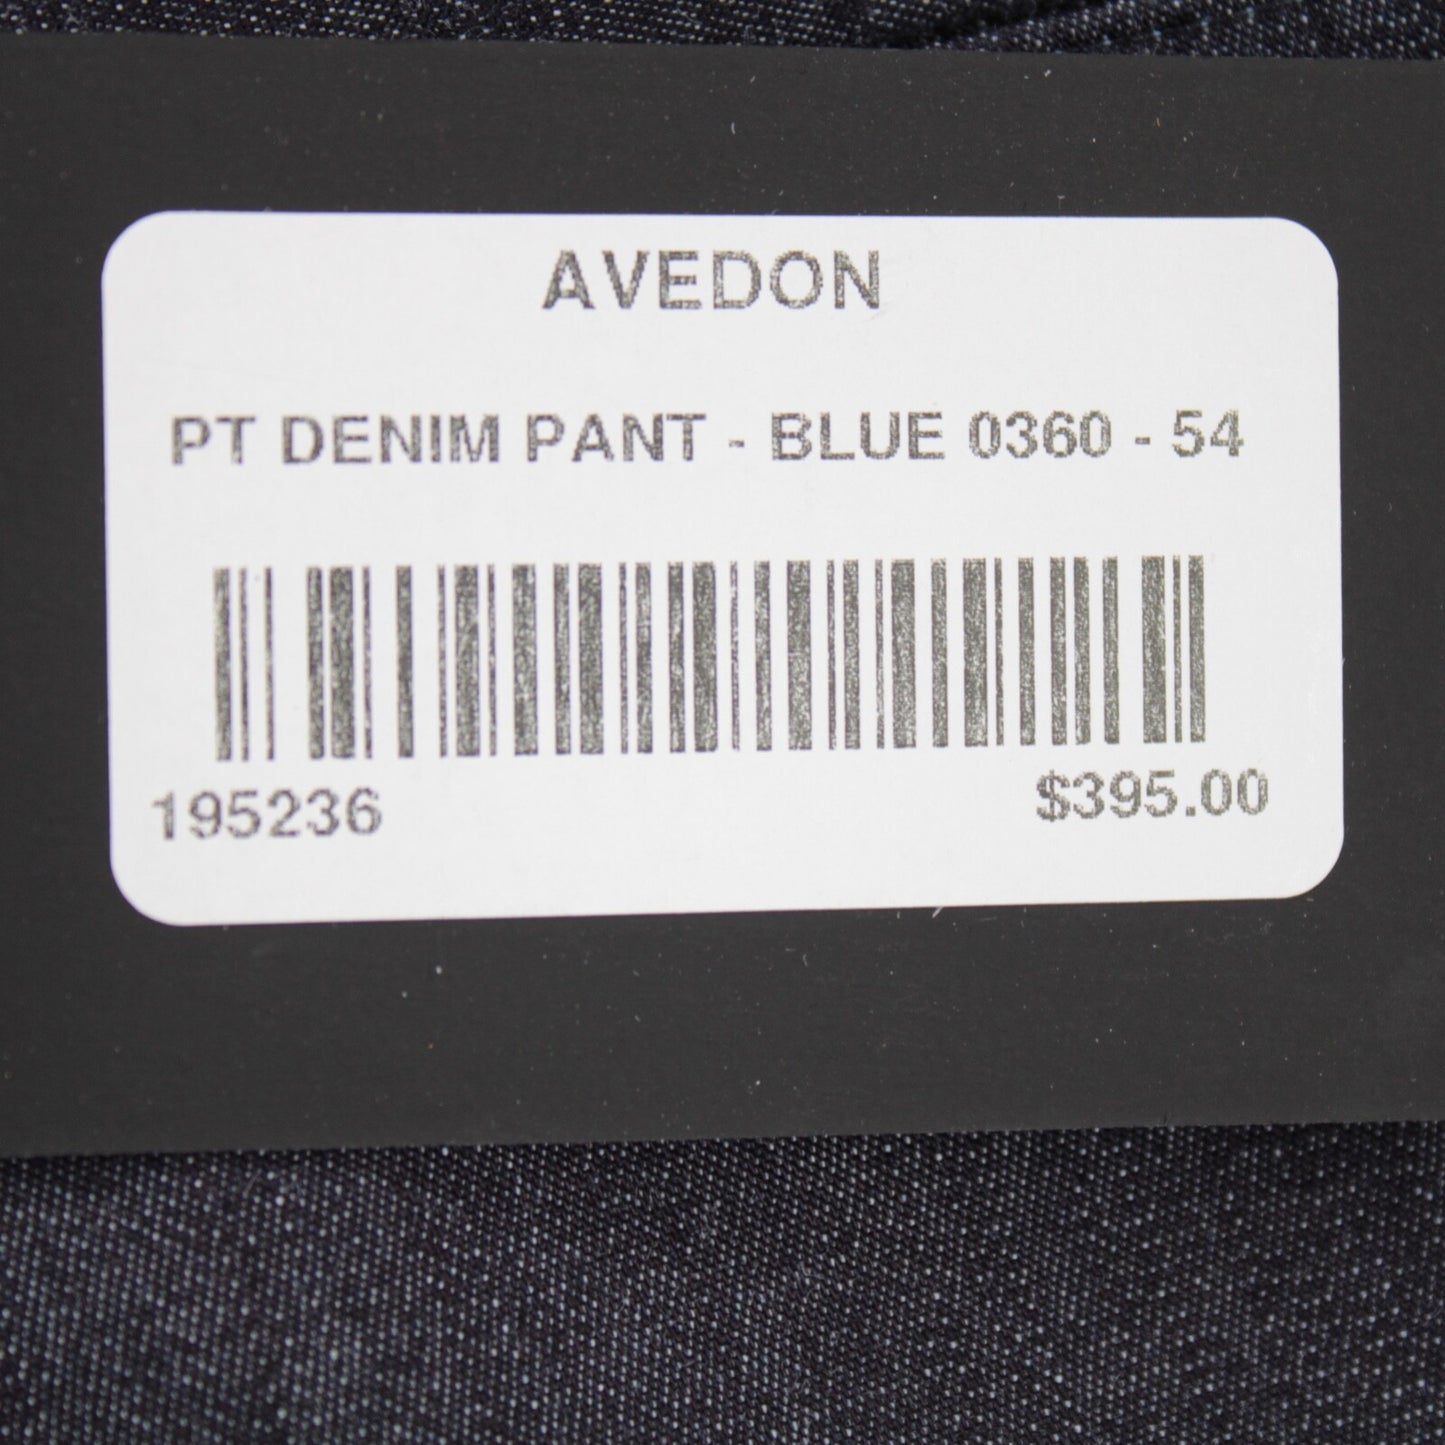 AVEDON
PT DENIM PANT - BLUE 0360 - 54
195236
$395.00